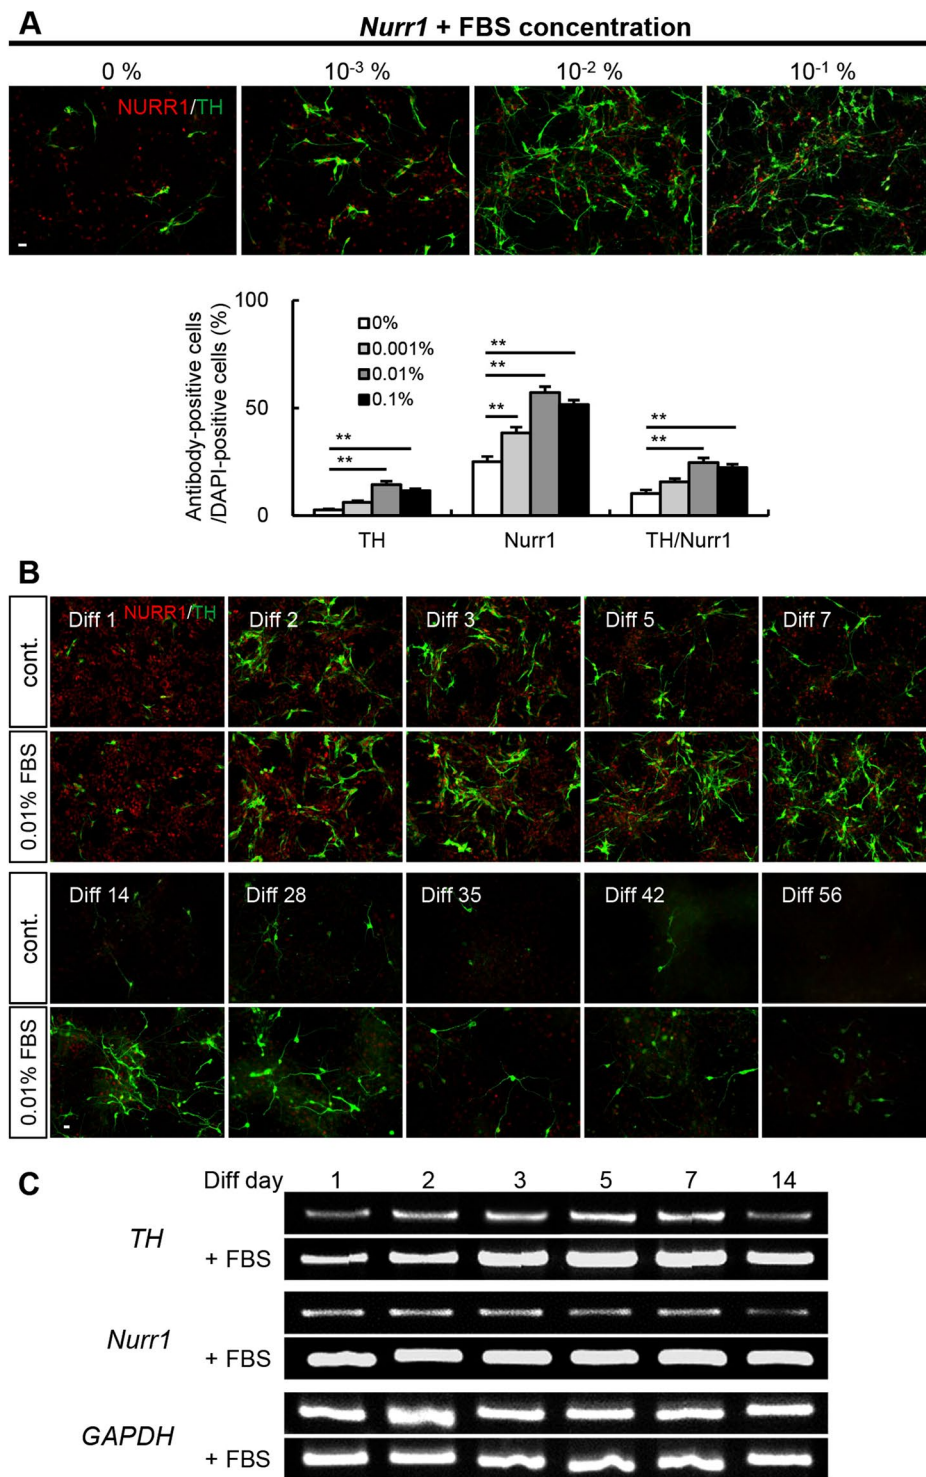 A
Nurr1 + FBS concentration
0 % 10⁻³ % 10⁻² % 10⁻¹ %
NURR1/TH
Antibody-positive cells
/DAPI-positive cells (%)
100
50
0
0%
0.001%
0.01%
0.1%
** ** ** ** ** ** **
TH Nurr1 TH/Nurr1
B
cont.
Diff 1 NURR1/TH Diff 2 Diff 3 Diff 5 Diff 7
0.01% FBS
cont.
Diff 14 Diff 28 Diff 35 Diff 42 Diff 56
0.01% FBS
C
Diff day 1 2 3 5 7 14
TH
+ FBS
Nurr1
+ FBS
GAPDH
+ FBS